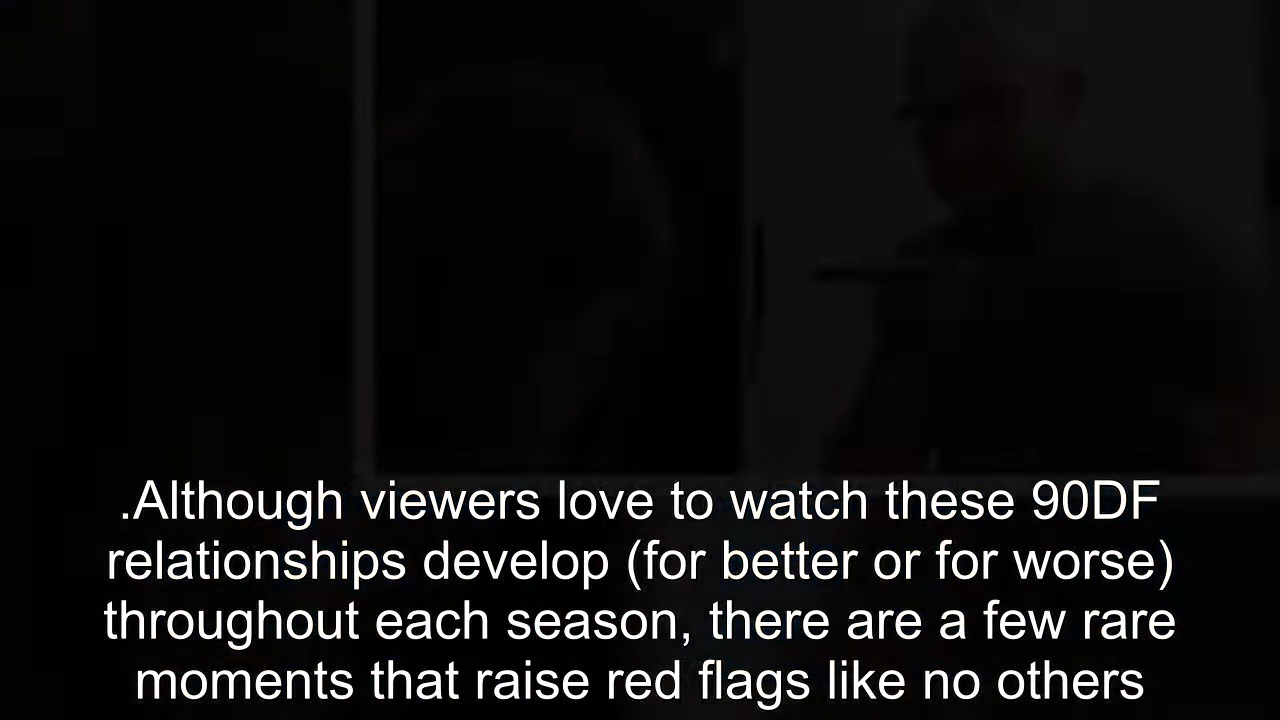 .Although viewers love to watch these 90DF
relationships develop (for better or for worse)
throughout each season, there are a few rare
moments that raise red flags like no others